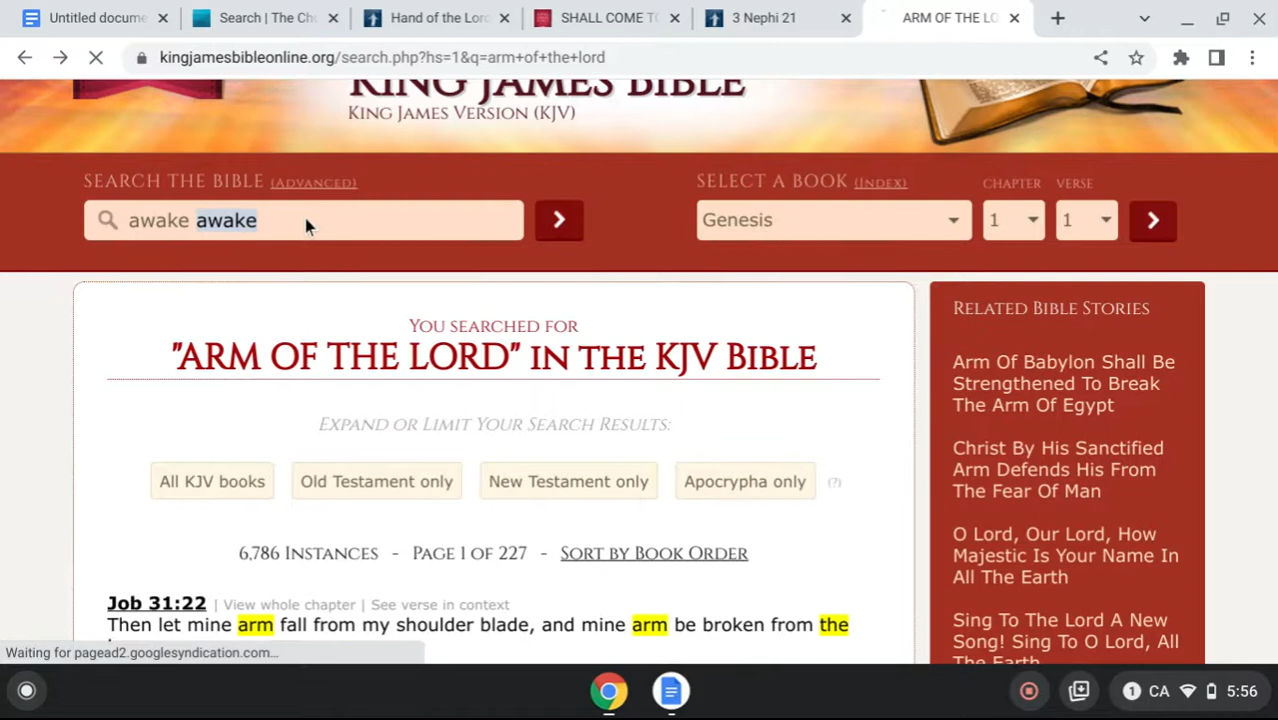 Untitled docume
Search | The Ch
Hand of the Lor
SHALL COME TO
3 Nephi 21
ARM OF THE LO
kingjamesbibleonline.org/search.php?hs=1&q=arm+of+the+lord
King James Bible
King James Version (KJV)
Search the Bible (Advanced)
Select a Book (Index)
Chapter
Verse
awake awake
Genesis
1
1
You searched for
"ARM OF THE LORD" in the KJV Bible
Expand or Limit Your Search Results:
All KJV books
Old Testament only
New Testament only
Apocrypha only
(?)
6,786 Instances - Page 1 of 227 - Sort by Book Order
Job 31:22 | View whole chapter | See verse in context
Then let mine arm fall from my shoulder blade, and mine arm be broken from the
Related Bible Stories
Arm Of Babylon Shall Be
Strengthened To Break
The Arm Of Egypt
Christ By His Sanctified
Arm Defends His From
The Fear Of Man
O Lord, Our Lord, How
Majestic Is Your Name In
All The Earth
Sing To The Lord A New
Song! Sing To O Lord, All
The Earth
Waiting for pagead2.googlesyndication.com...
1 CA 5:56